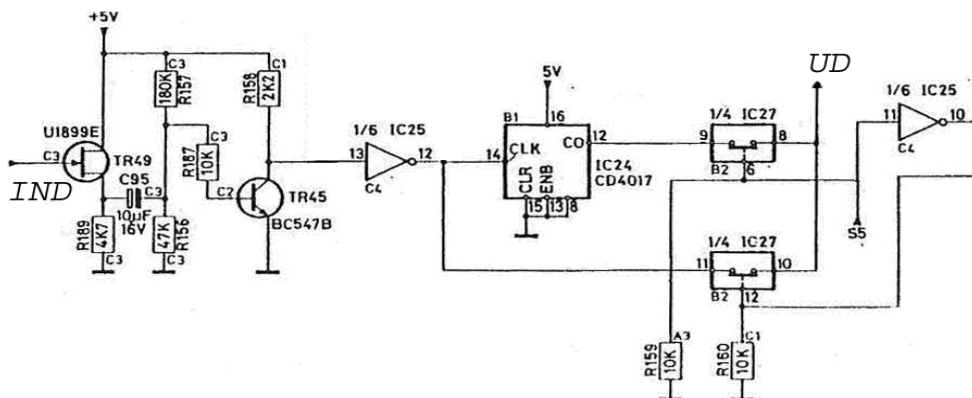 +5V
C3
180K
R157
C1
R158
2K2
U1899E
C3
TR49
IND
C95
C3
10µF
16V
R189
4K7
C3
47K
R156
C3
R187
10K
C3
C2
TR45
BC547B
1/6 IC25
13
12
C4
5V
B1
16
14
CLK
CO
12
IC24
CD4017
CLR
ENB
15
13
8
UD
1/4 IC27
9
8
B2
6
1/4 IC27
11
10
B2
12
S5
1/6 IC25
11
10
C4
R159
10K
A3
R160
10K
C1